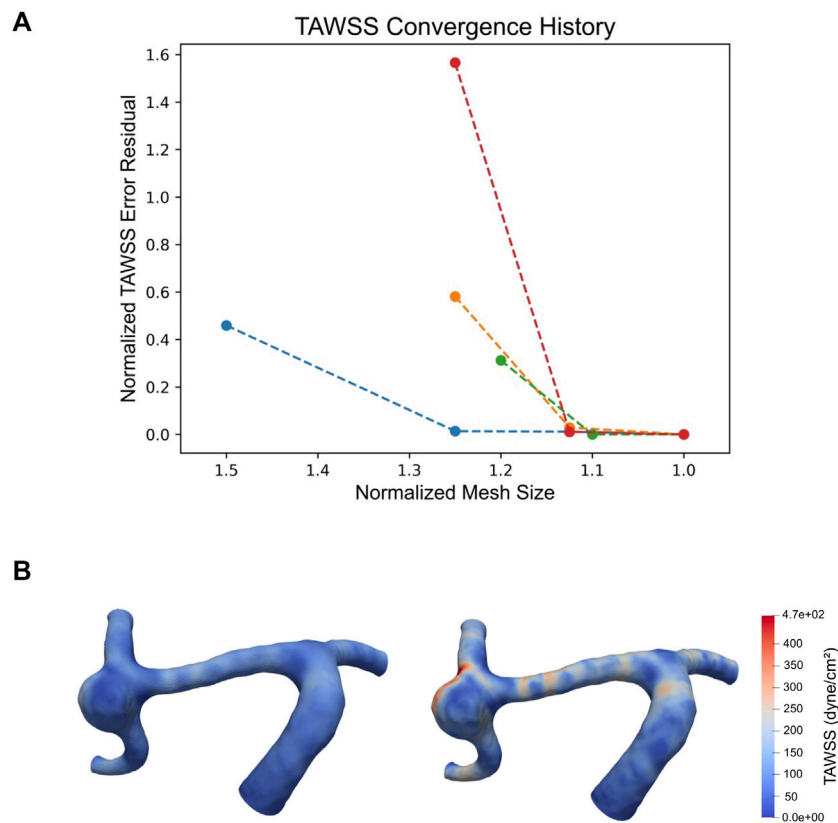 A
TAWSS Convergence History
Normalized TAWSS Error Residual
1.6
1.4
1.2
1.0
0.8
0.6
0.4
0.2
0.0
1.5 1.4 1.3 1.2 1.1 1.0
Normalized Mesh Size
B
4.7e+02
400
350
300
250
200
150
100
50
0.0e+00
TAWSS (dyne/cm²)